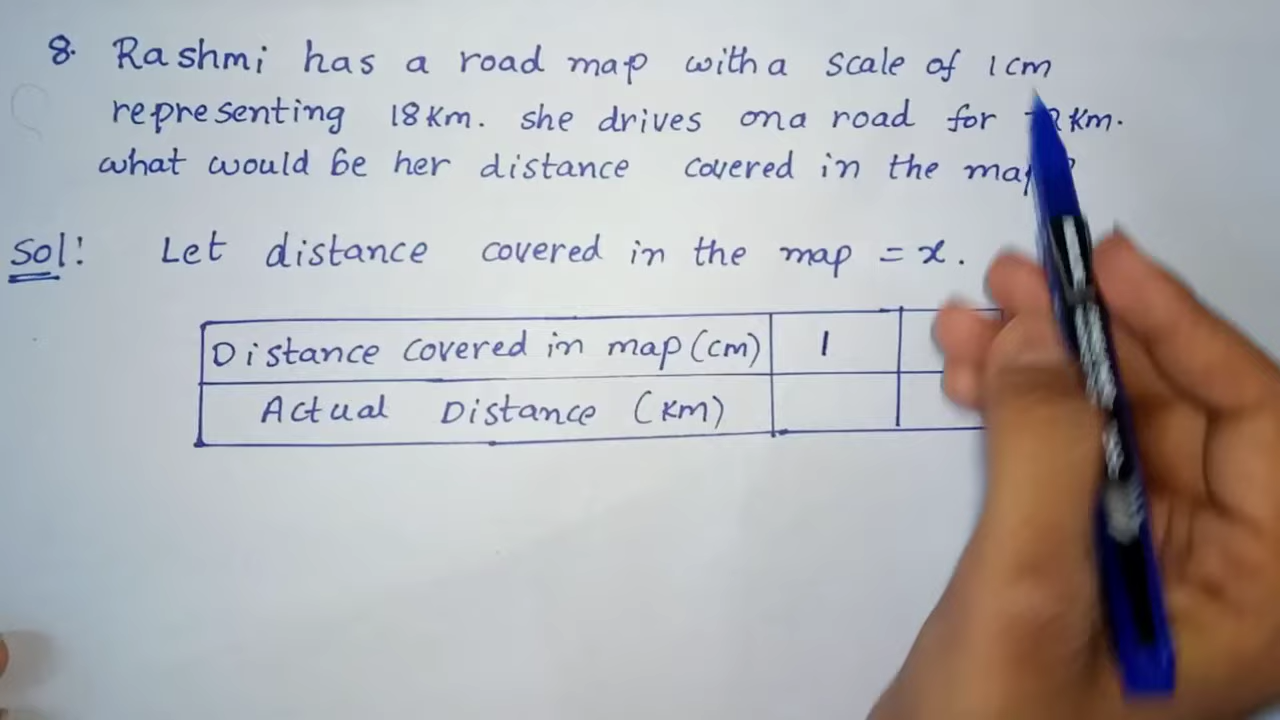 8. Rashmi has a road map with a scale of 1cm
representing 18Km. she drives on a road for Km.
what would be her distance covered in the
Sol! Let distance covered in the map = x.
Distance covered in map (cm) 1
Actual Distance (Km)